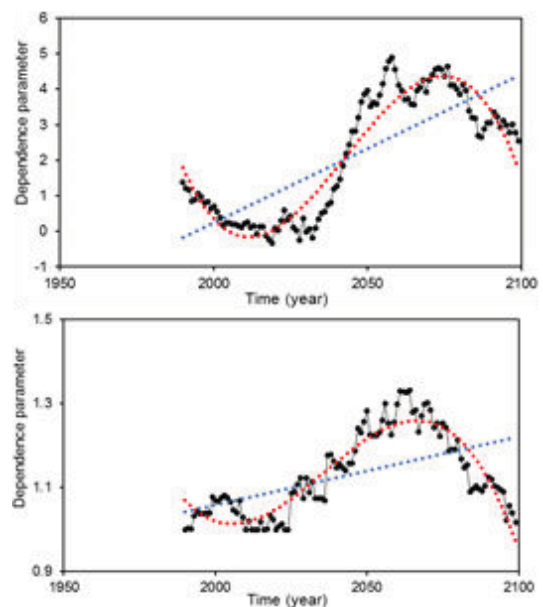 6
5
4
3
2
1
0
-1
Dependence parameter
1950 2000 2050 2100
Time (year)
1.5
1.3
1.1
0.9
Dependence parameter
1950 2000 2050 2100
Time (year)